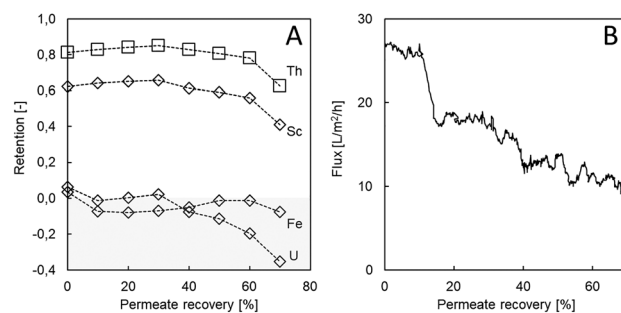 A
1,0
0,8
0,6
0,4
0,2
0,0
-0,2
-0,4
Retention [-]
Th
Sc
Fe
U
0 20 40 60 80
Permeate recovery [%]
B
30
20
10
0
Flux [L/m²/h]
0 20 40 60
Permeate recovery [%]